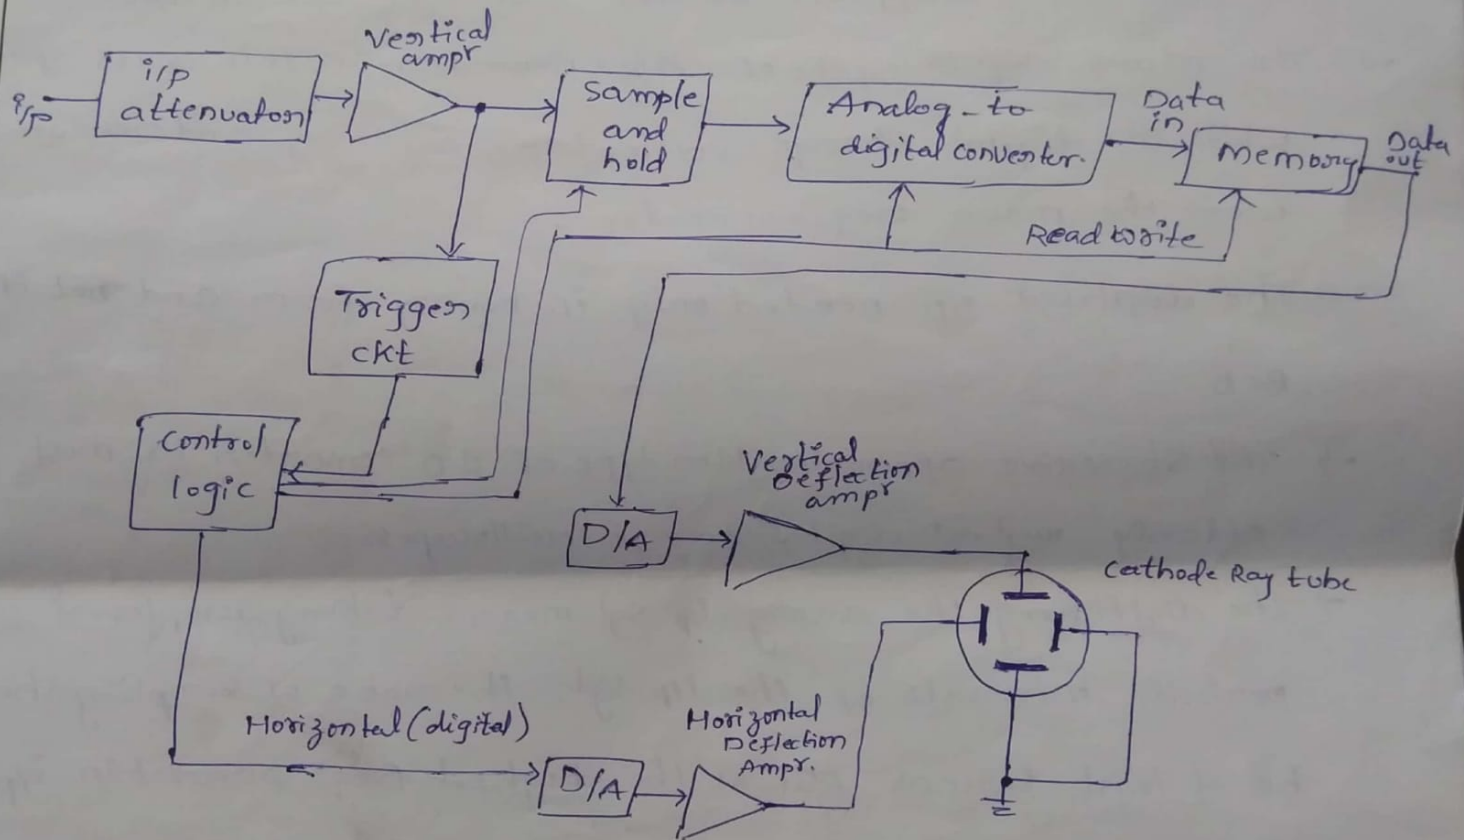 Vertical
ampr
i/p
i/p
attenuator
Sample
and
hold
Analog-to
digital converter.
Data
in
Memory
Data
out
Read write
Trigger
ckt
control
logic
Vertical
Deflection
ampr
D/A
Cathode Ray tube
Horizontal (digital)
Horizontal
Deflection
Ampr.
D/A